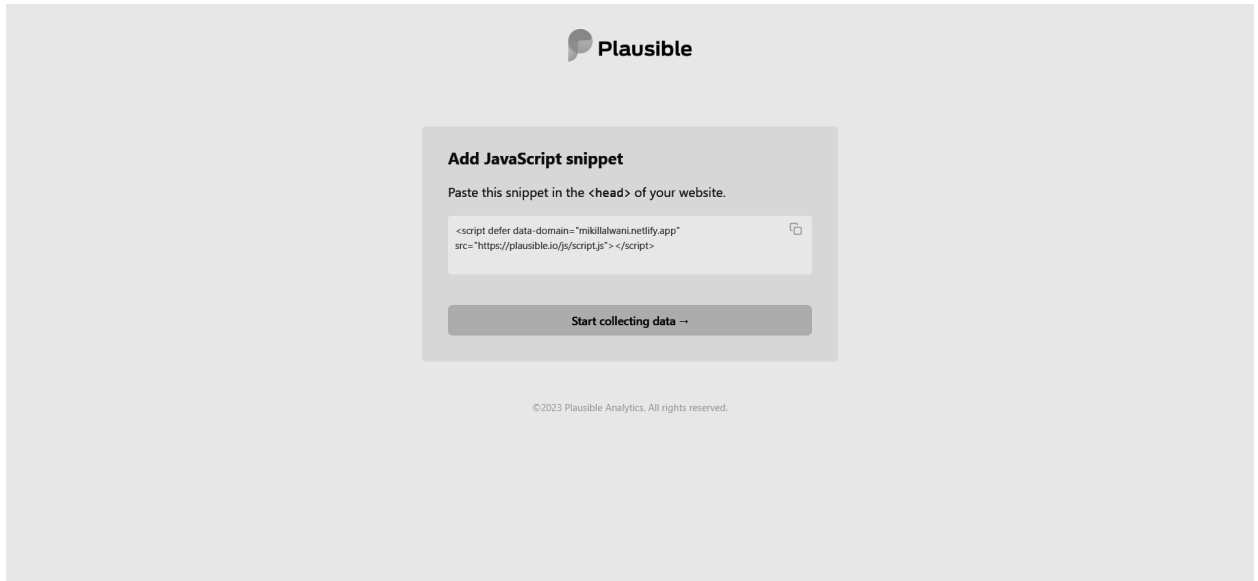 Plausible
Add JavaScript snippet
Paste this snippet in the <head> of your website.
<script defer data-domain="mikillalwani.netlify.app"
src="https://plausible.io/js/script.js"></script>
Start collecting data →
©2023 Plausible Analytics. All rights reserved.